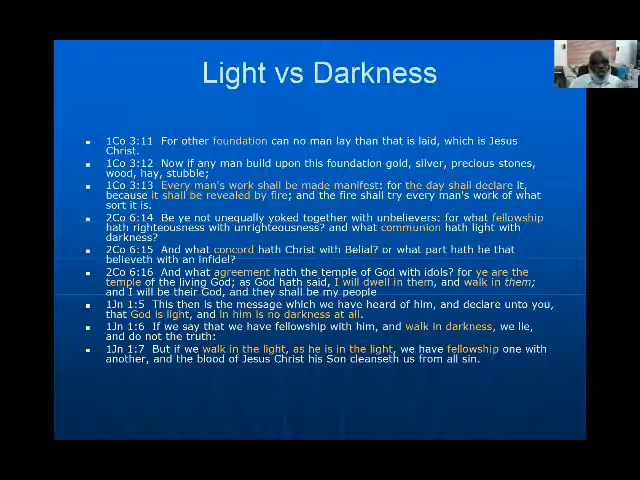 Light vs Darkness
1Co 3:11 For other foundation can no man lay than that is laid, which is Jesus
Christ.
1Co 3:12 Now if any man build upon this foundation gold, silver, precious stones,
wood, hay, stubble;
1Co 3:13 Every man's work shall be made manifest: for the day shall declare it,
because it shall be revealed by fire; and the fire shall try every man's work of what
sort it is.
2Co 6:14 Be ye not unequally yoked together with unbelievers: for what fellowship
hath righteousness with unrighteousness? and what communion hath light with
darkness?
2Co 6:15 And what concord hath Christ with Belial? or what part hath he that
believeth with an infidel?
2Co 6:16 And what agreement hath the temple of God with idols? for ye are the
temple of the living God; as God hath said, I will dwell in them, and walk in them;
and I will be their God, and they shall be my people
1Jn 1:5 This then is the message which we have heard of him, and declare unto you,
that God is light, and in him is no darkness at all.
1Jn 1:6 If we say that we have fellowship with him, and walk in darkness, we lie,
and do not the truth:
1Jn 1:7 But if we walk in the light, as he is in the light, we have fellowship one with
another, and the blood of Jesus Christ his Son cleanseth us from all sin.